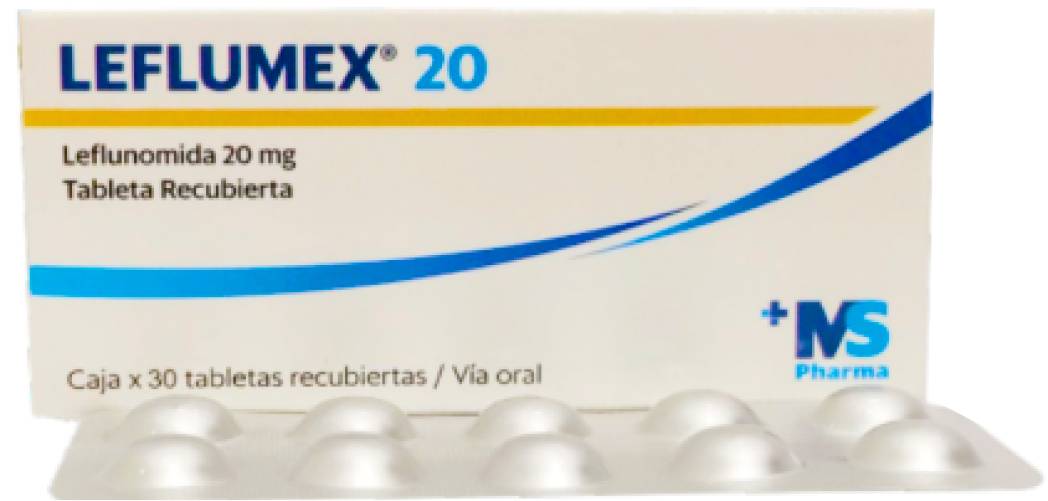 LEFLUMEX® 20
Leflunomida 20 mg
Tableta Recubierta
+MS
Pharma
Caja x 30 tabletas recubiertas / Vía oral